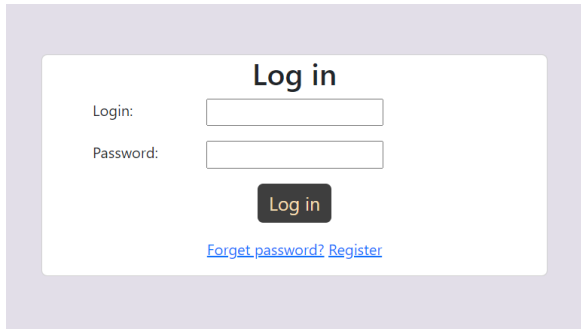 Log in
Login:
Password:
Log in
Forget password? Register